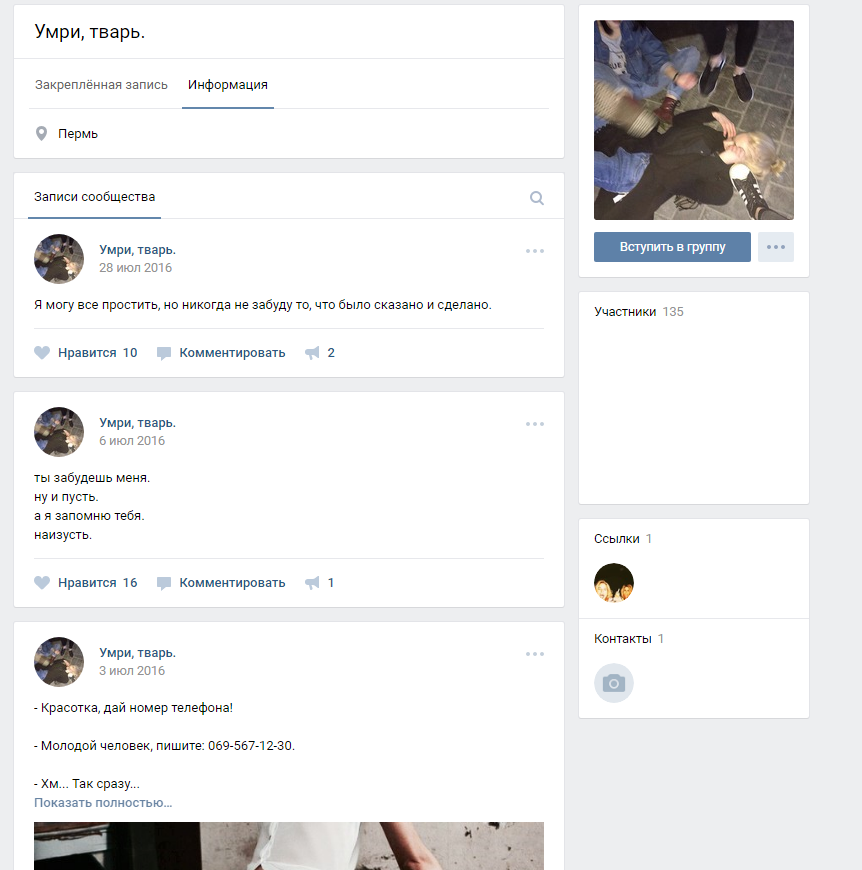 Умри, тварь.
Закреплённая запись
Информация
Пермь
Записи сообщества
Умри, тварь.
28 июл 2016
Я могу все простить, но никогда не забуду то, что было сказано и сделано.
Нравится 10
Комментировать
2
Умри, тварь.
6 июл 2016
ты забудешь меня.
ну и пусть.
а я запомню тебя.
наизусть.
Нравится 16
Комментировать
1
Умри, тварь.
3 июл 2016
- Красотка, дай номер телефона!
- Молодой человек, пишите: 069-567-12-30.
- Хм... Так сразу...
Показать полностью…
Вступить в группу
Участники 135
Ссылки 1
Контакты 1